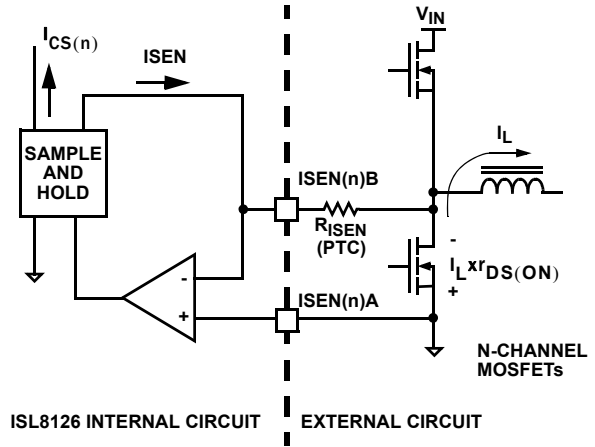 I_CS(n)
ISEN
V_IN
SAMPLE
AND
HOLD
I_L
ISEN(n)B
R_ISEN
(PTC)
-
I_L x r_DS(ON)
+
-
+
ISEN(n)A
N-CHANNEL
MOSFETs
ISL8126 INTERNAL CIRCUIT
EXTERNAL CIRCUIT